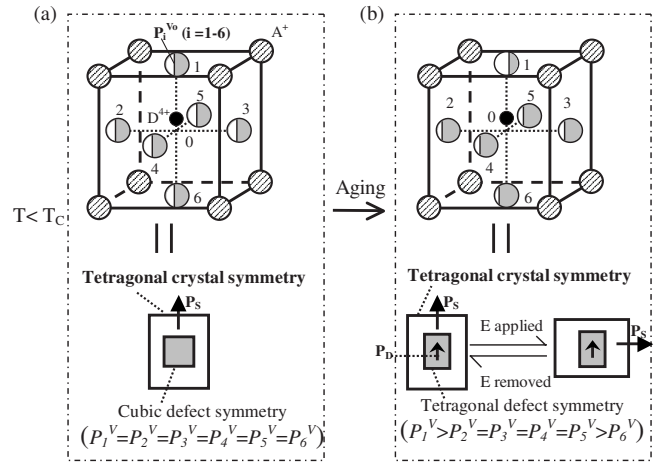 (a)
P_i^Vo (i =1-6)
A+
1
2
5
3
D4+
0
4
6
T< T_C
Tetragonal crystal symmetry
P_S
Cubic defect symmetry
(P_1^V=P_2^V=P_3^V=P_4^V=P_5^V=P_6^V)
Aging
(b)
1
2
5
3
0
4
6
Tetragonal crystal symmetry
P_S
P_D
E applied
E removed
P_S
Tetragonal defect symmetry
(P_1^V>P_2^V=P_3^V=P_4^V=P_5^V>P_6^V)